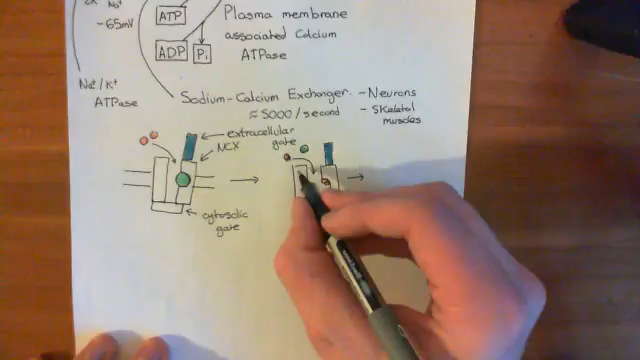 2K⁺
Na⁺
-65mV
ATP
ADP
Pi
Plasma membrane
associated Calcium
ATPase
Na⁺/K⁺
ATPase
Sodium-Calcium Exchanger - Neurons
≈ 5000/second - Skeletal
muscles
extracellular
gate
NCX
cytosolic
gate